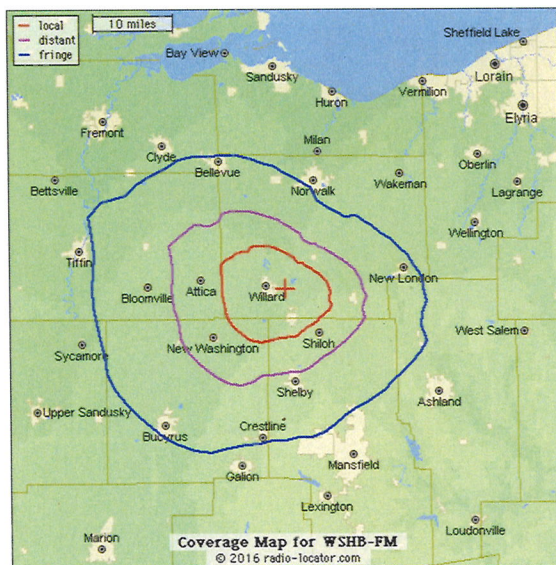 local
distant
fringe
10 miles
Sheffield Lake
Bay View
Lorain
Sandusky
Vermilion
Huron
Elyria
Fremont
Milan
Clyde
Oberlin
Bellevue
Bettsville
Norwalk
Wakeman
Lagrange
Wellington
Tiffin
New London
Bloomville
Attica
Willard
West Salem
Sycamore
New Washington
Shiloh
Shelby
Ashland
Upper Sandusky
Bucyrus
Crestline
Mansfield
Galion
Lexington
Loudonville
Marion
Coverage Map for WSHB-FM
© 2016 radio-locator.com